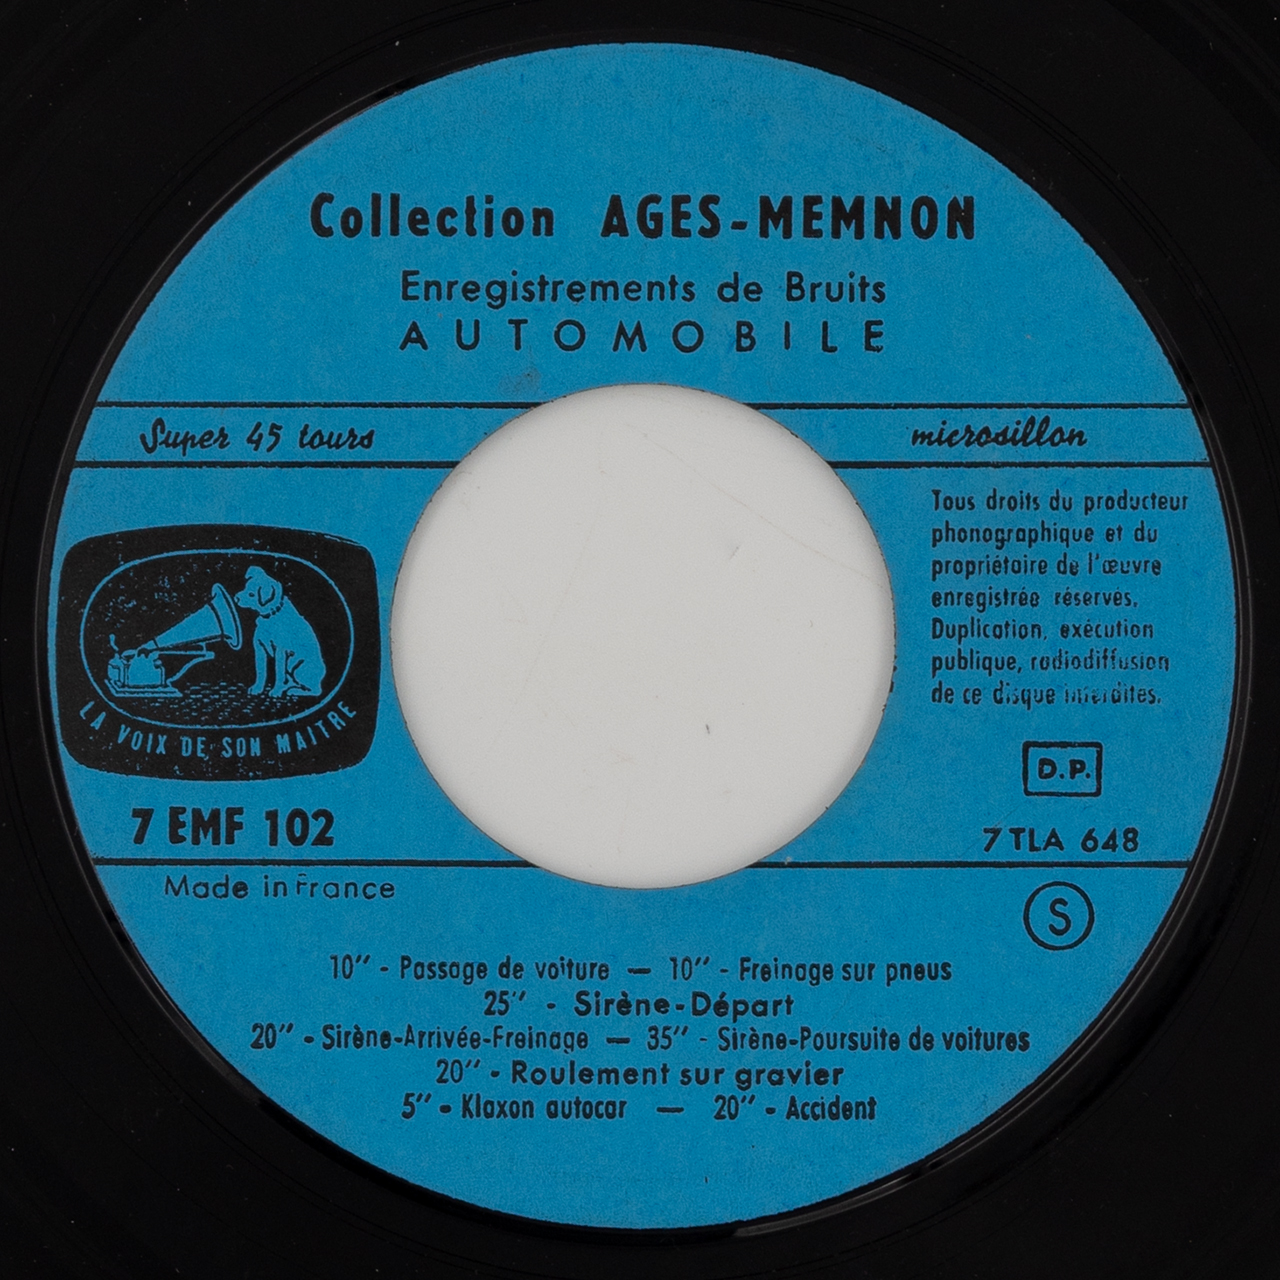 Collection AGES-MEMNON
Enregistrements de Bruits
AUTOMOBILE
Super 45 tours
microsillon
Tous droits du producteur
phonographique et du
propriétaire de l'œuvre
enregistrée réservés.
Duplication, exécution
publique, radiodiffusion
de ce disque interdites.
LA VOIX DE SON MAITRE
D.P.
7 EMF 102
7 TLA 648
Made in France
S
10" - Passage de voiture — 10" - Freinage sur pneus
25" - Sirène-Départ
20" - Sirène-Arrivée-Freinage — 35" - Sirène-Poursuite de voitures
20" - Roulement sur gravier
5" - Klaxon autocar — 20" - Accident